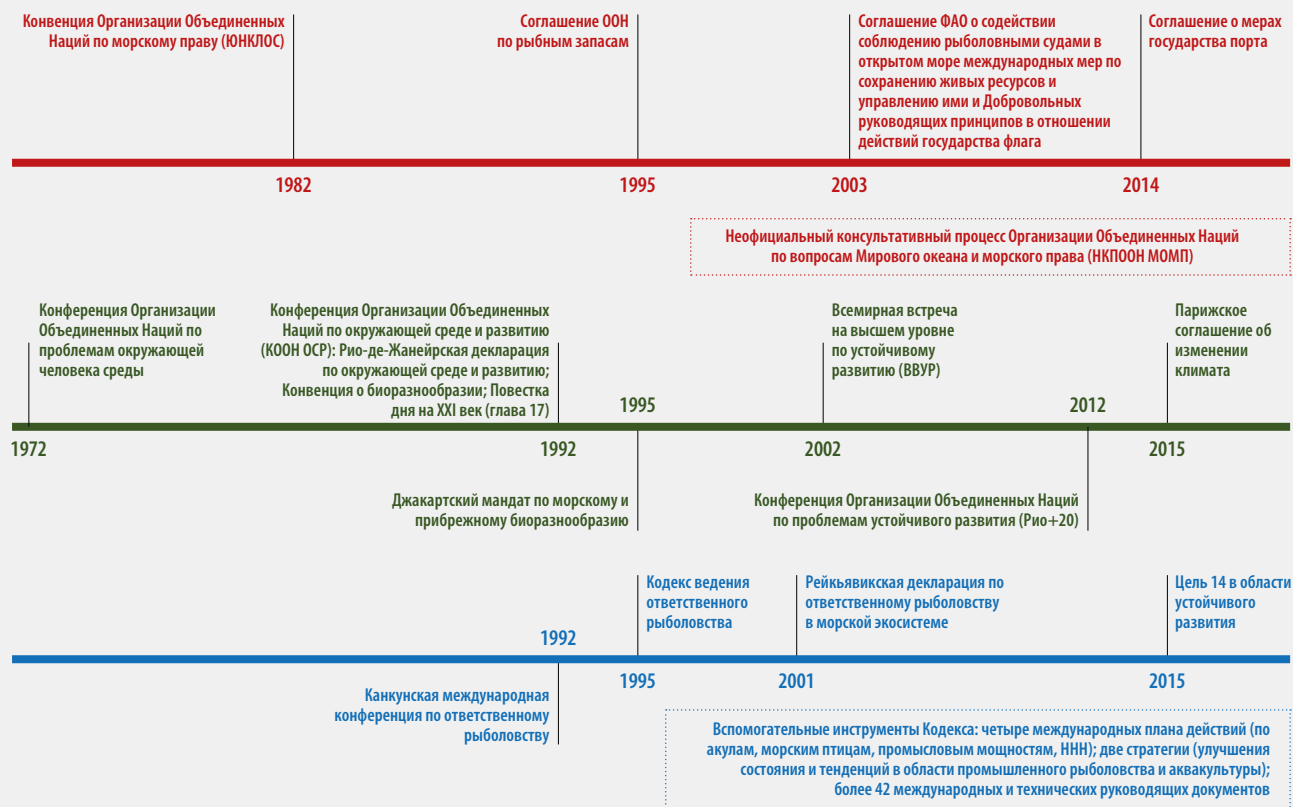 Конвенция Организации Объединенных
Наций по морскому праву (ЮНКЛОС)
Соглашение ООН
по рыбным запасам
Соглашение ФАО о содействии
соблюдению рыболовными судами в
открытом море международных мер по
сохранению живых ресурсов и
управлению ими и Добровольных
руководящих принципов в отношении
действий государства флага
Соглашение о мерах
государства порта
1982
1995
2003
2014
Неофициальный консультативный процесс Организации Объединенных Наций
по вопросам Мирового океана и морского права (НКПООН МОМП)
Конференция Организации
Объединенных Наций по
проблемам окружающей
человека среды
Конференция Организации Объединенных
Наций по окружающей среде и развитию
(КООН ОСР): Рио-де-Жанейрская декларация
по окружающей среде и развитию;
Конвенция о биоразнообразии; Повестка
дня на XXI век (глава 17)
1995
Всемирная встреча
на высшем уровне
по устойчивому
развитию (ВВУР)
2012
Парижское
соглашение об
изменении
климата
1972
1992
2002
2015
Джакартский мандат по морскому и
прибрежному биоразнообразию
Конференция Организации Объединенных Наций
по проблемам устойчивого развития (Рио+20)
1992
Кодекс ведения
ответственного
рыболовства
Рейкьявикская декларация по
ответственному рыболовству
в морской экосистеме
Цель 14 в области
устойчивого
развития
1995
2001
2015
Канкунская международная
конференция по ответственному
рыболовству
Вспомогательные инструменты Кодекса: четыре международных плана действий (по
акулам, морским птицам, промысловым мощностям, ННН); две стратегии (улучшения
состояния и тенденций в области промышленного рыболовства и аквакультуры);
более 42 международных и технических руководящих документов